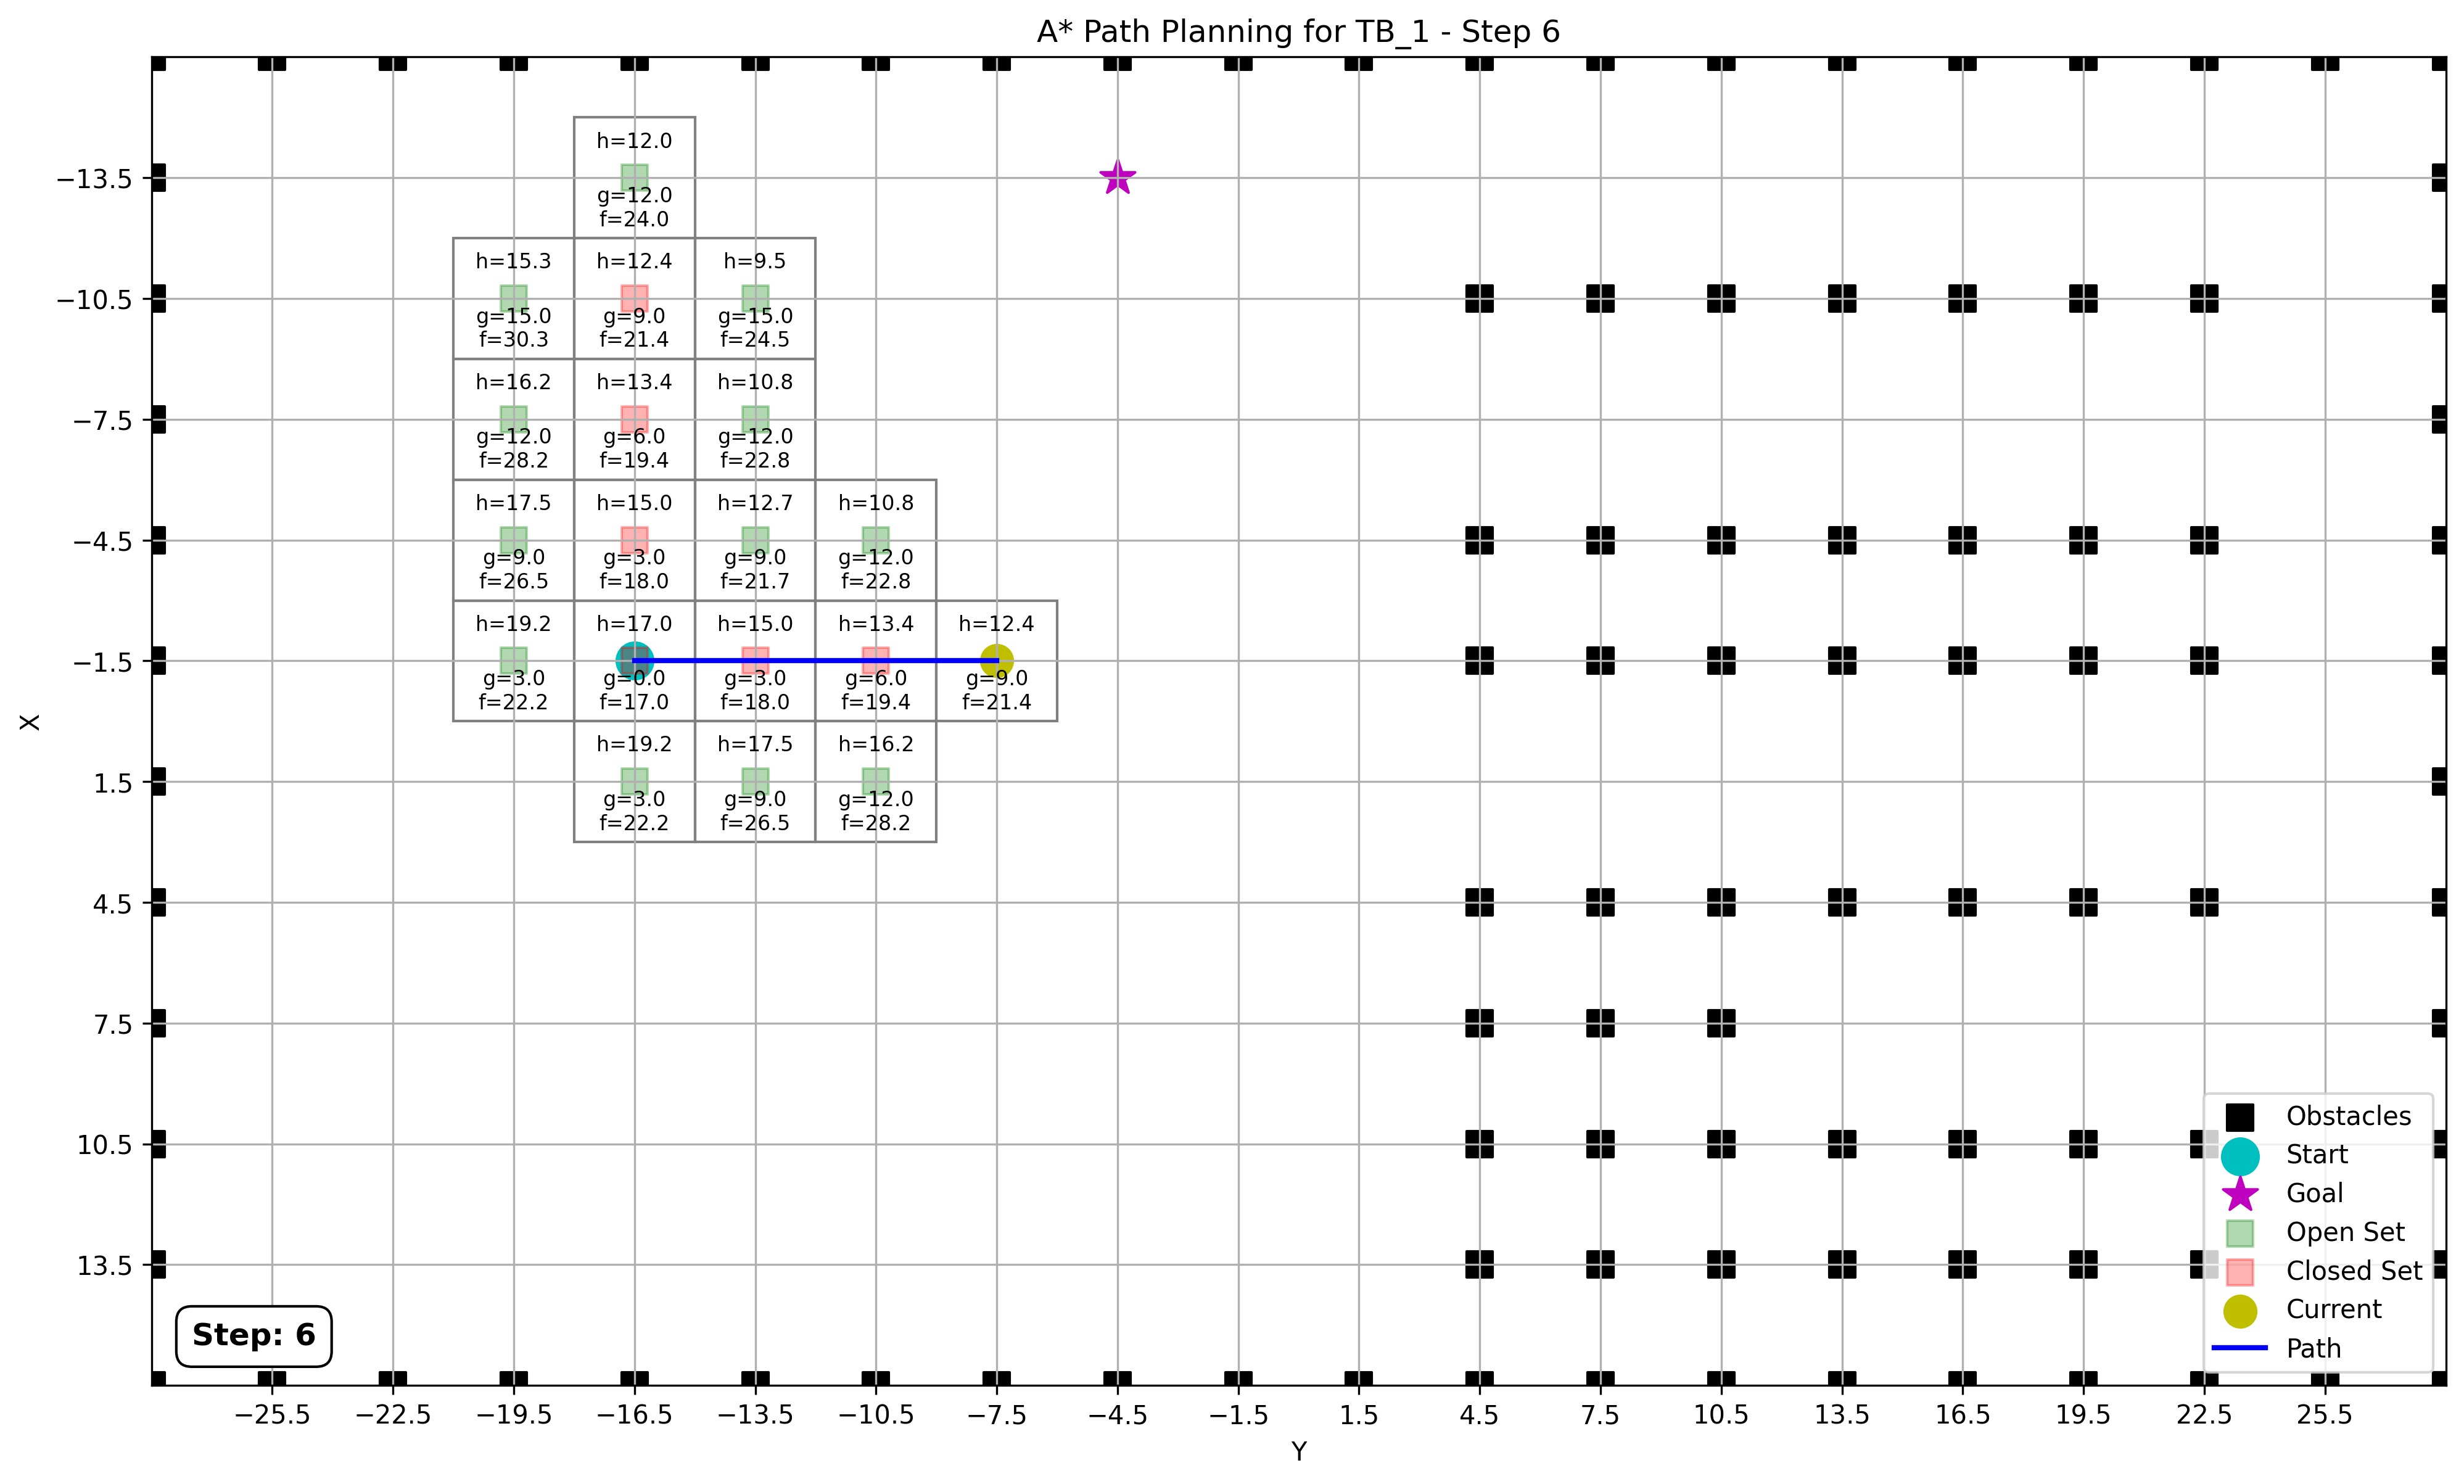 A* Path Planning for TB_1 - Step 6
h=12.0
g=12.0
f=24.0
−13.5
h=15.3 h=12.4 h=9.5
g=15.0 g=9.0 g=15.0
f=30.3 f=21.4 f=24.5
−10.5
h=16.2 h=13.4 h=10.8
g=12.0 g=6.0 g=12.0
f=28.2 f=19.4 f=22.8
−7.5
h=17.5 h=15.0 h=12.7 h=10.8
g=9.0 g=3.0 g=9.0 g=12.0
f=26.5 f=18.0 f=21.7 f=22.8
−4.5
h=19.2 h=17.0 h=15.0 h=13.4 h=12.4
g=3.0 g=0.0 g=3.0 g=6.0 g=9.0
f=22.2 f=17.0 f=18.0 f=19.4 f=21.4
−1.5
X
h=19.2 h=17.5 h=16.2
g=3.0 g=9.0 g=12.0
f=22.2 f=26.5 f=28.2
1.5
4.5
7.5
10.5
13.5
Obstacles
Start
Goal
Open Set
Closed Set
Current
Path
Step: 6
−25.5 −22.5 −19.5 −16.5 −13.5 −10.5 −7.5 −4.5 −1.5 1.5 4.5 7.5 10.5 13.5 16.5 19.5 22.5 25.5
Y